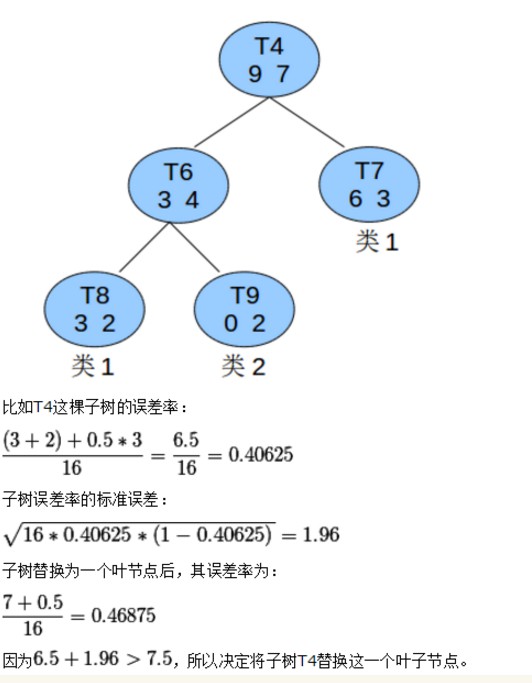 T4
9 7
T6
3 4
T7
6 3
类 1
T8
3 2
T9
0 2
类 1
类 2
比如T4这棵子树的误差率：
(3 + 2) + 0.5 * 3 / 16 = 6.5 / 16 = 0.40625
子树误差率的标准误差：
√16 * 0.40625 * (1 − 0.40625) = 1.96
子树替换为一个叶节点后，其误差率为：
7 + 0.5 / 16 = 0.46875
因为6.5 + 1.96 > 7.5，所以决定将子树T4替换这一个叶子节点。